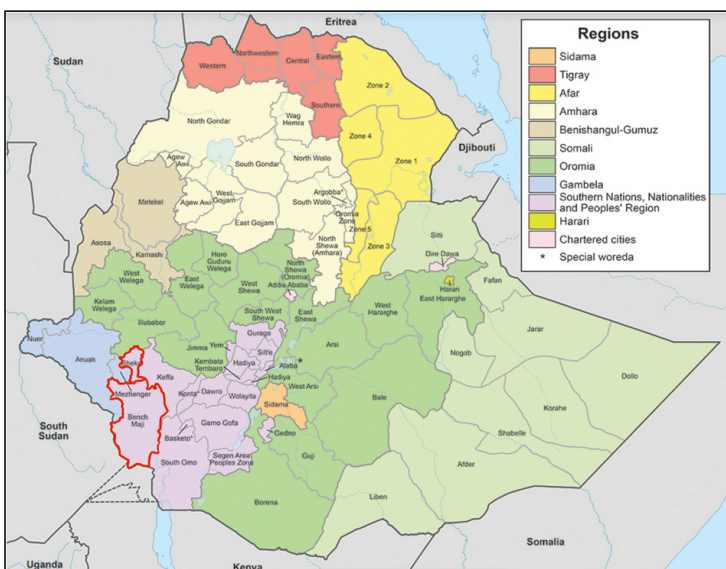 Eritrea
Sudan
Djibouti
South
Sudan
Uganda
Kenya
Somalia
Regions
Sidama
Tigray
Afar
Amhara
Benishangul-Gumuz
Somali
Oromia
Gambela
Southern Nations, Nationalities
and Peoples' Region
Harari
Chartered cities
* Special woreda
Western
Northwestern
Central
Eastern
Southern
Zone 2
Zone 4
Zone 1
Zone 5
Zone 3
North Gondar
Wag
Hemra
Agew
Awi
South Gondar
North Wollo
West
Gojjam
Agew Awi
Argobba*
South Wollo
Oromia
Zone
East Gojjam
North
Shewa
(Amhara)
Metekel
Asosa
Kamashi
Sitti
Dire Dawa
Harari
East Hararghe
Fafan
Jarar
Nogob
Dollo
Korahe
Shabelle
Afder
Liben
West
Welega
East
Welega
Horo
Guduru
Welega
North
Shewa
(Oromia)
Addis Ababa
West
Shewa
Kelam
Welega
Illubabor
South West
Shewa
East
Shewa
West
Hararghe
Arsi
Jimma
Yem
Gurage
Silt'e
Hadiya
Kembata
Tembaro
Alaba
*
Hadiya
West Arsi
Bale
Nuer
Anuak
Mezhenger
Sheka
Keffa
Bench
Maji
Konta*
Dawro
Wolayita
Sidama
Basketo*
Gamo Gofa
Gedeo
South Omo
Segen Area
Peoples Zone
Guji
Borena